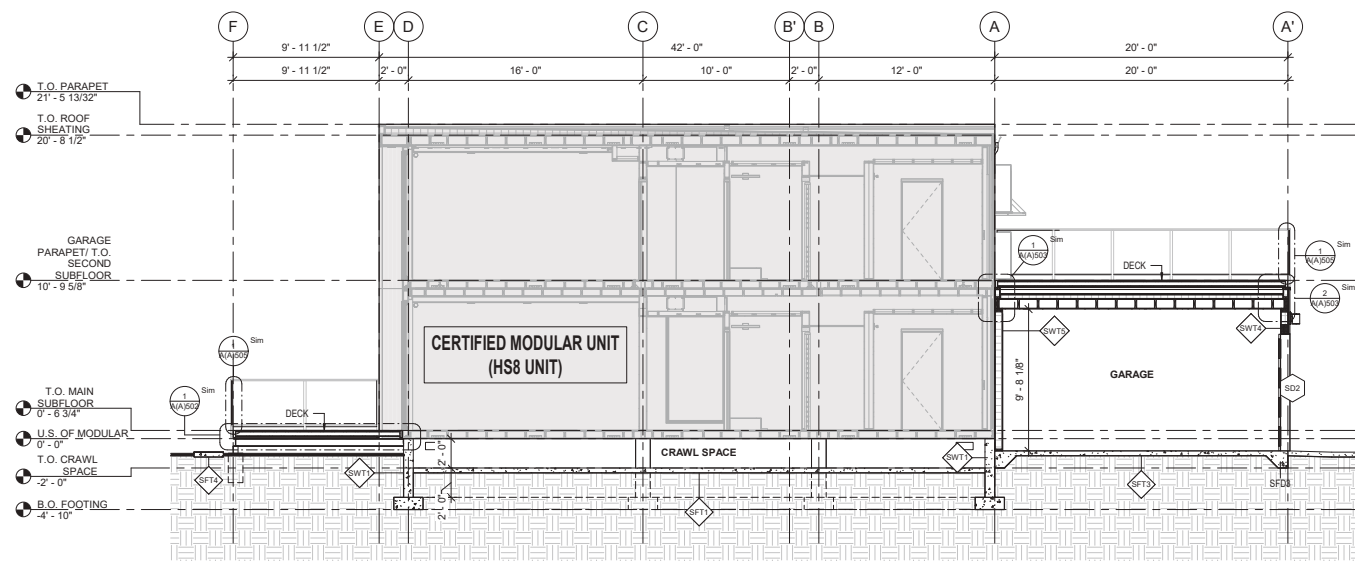 F
E
D
C
B'
B
A
A'
9' - 11 1/2"
42' - 0"
20' - 0"
9' - 11 1/2"
2' - 0"
16' - 0"
10' - 0"
2' - 0"
12' - 0"
20' - 0"
T.O. PARAPET
21' - 5 13/32"
T.O. ROOF
SHEATING
20' - 8 1/2"
GARAGE
PARAPET/ T.O.
SECOND
SUBFLOOR
10' - 9 5/8"
T.O. MAIN
SUBFLOOR
0' - 6 3/4"
U.S. OF MODULAR
0' - 0"
T.O. CRAWL
SPACE
-2' - 0"
B.O. FOOTING
-4' - 10"
1
A(A)503
Sim
1
A(A)505
Sim
DECK
2
A(A)503
Sim
SWT5
SWT4
CERTIFIED MODULAR UNIT
(HS8 UNIT)
9' - 8 1/8"
GARAGE
SD2
1
A(A)505
Sim
1
A(A)502
Sim
DECK
2' - 0"
CRAWL SPACE
SWT1
SWT1
SFT4
2' - 0"
SFT1
SFT3
SFD3